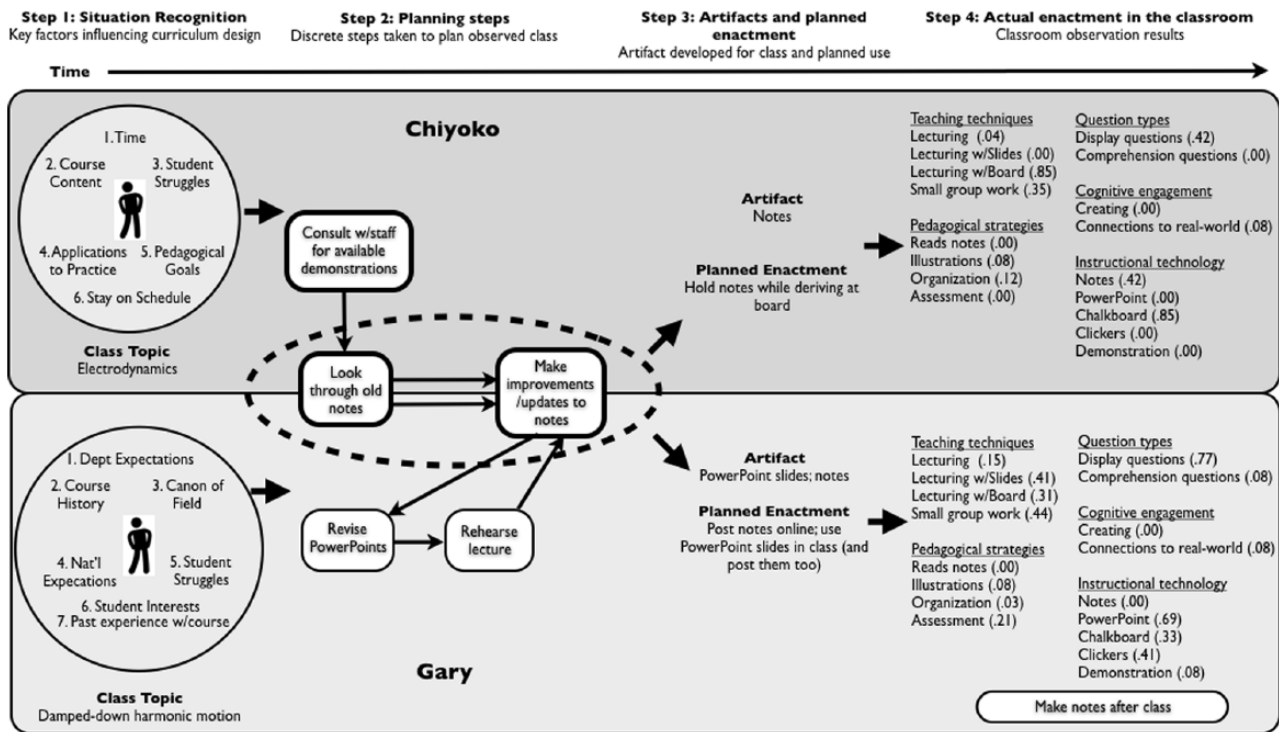 Step 1: Situation Recognition
Key factors influencing curriculum design
Step 2: Planning steps
Discrete steps taken to plan observed class
Step 3: Artifacts and planned
enactment
Artifact developed for class and planned use
Step 4: Actual enactment in the classroom
Classroom observation results
Time
Chiyoko
1. Time
2. Course
Content
3. Student
Struggles
4. Applications
to Practice
5. Pedagogical
Goals
6. Stay on Schedule
Class Topic
Electrodynamics
Consult w/staff
for available
demonstrations
Look
through old
notes
Make
improvements
/updates to
notes
Artifact
Notes
Planned Enactment
Hold notes while deriving at
board
Teaching techniques
Lecturing (.04)
Lecturing w/Slides (.00)
Lecturing w/Board (.85)
Small group work (.35)
Pedagogical strategies
Reads notes (.00)
Illustrations (.08)
Organization (.12)
Assessment (.00)
Question types
Display questions (.42)
Comprehension questions (.00)
Cognitive engagement
Creating (.00)
Connections to real-world (.08)
Instructional technology
Notes (.42)
PowerPoint (.00)
Chalkboard (.85)
Clickers (.00)
Demonstration (.00)
1. Dept Expectations
2. Course
History
3. Canon of
Field
4. Nat'l
Expecations
5. Student
Struggles
6. Student Interests
7. Past experience w/course
Class Topic
Damped-down harmonic motion
Revise
PowerPoints
Rehearse
lecture
Gary
Artifact
PowerPoint slides; notes
Planned Enactment
Post notes online; use
PowerPoint slides in class (and
post them too)
Teaching techniques
Lecturing (.15)
Lecturing w/Slides (.41)
Lecturing w/Board (.31)
Small group work (.44)
Pedagogical strategies
Reads notes (.00)
Illustrations (.08)
Organization (.03)
Assessment (.21)
Question types
Display questions (.77)
Comprehension questions (.08)
Cognitive engagement
Creating (.00)
Connections to real-world (.08)
Instructional technology
Notes (.00)
PowerPoint (.69)
Chalkboard (.33)
Clickers (.41)
Demonstration (.08)
Make notes after class